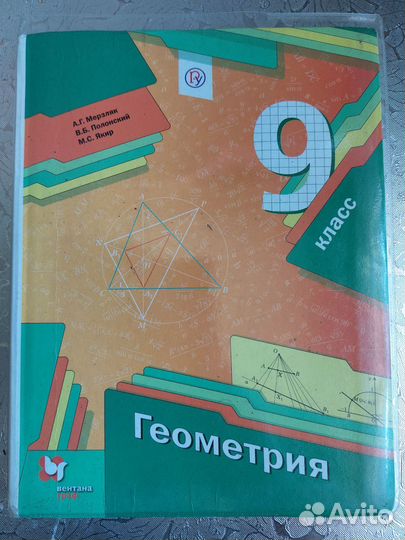 А.Г. Мерзляк
В.Б. Полонский
М.С. Якир
9
класс
Геометрия
вентана
граф
Avito